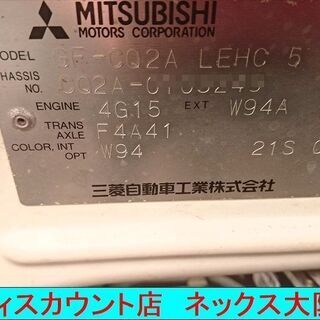 MITSUBISHI
MOTORS CORPORATION
MODEL GF-CQ2A LEHC 5
CHASSIS NO. CQ2A-
ENGINE 4G15 EXT W94A
TRANS AXLE F4A41
COLOR, INT OPT W94 21S
三菱自動車工業株式会社
ィスカウント店 ネックス大阪